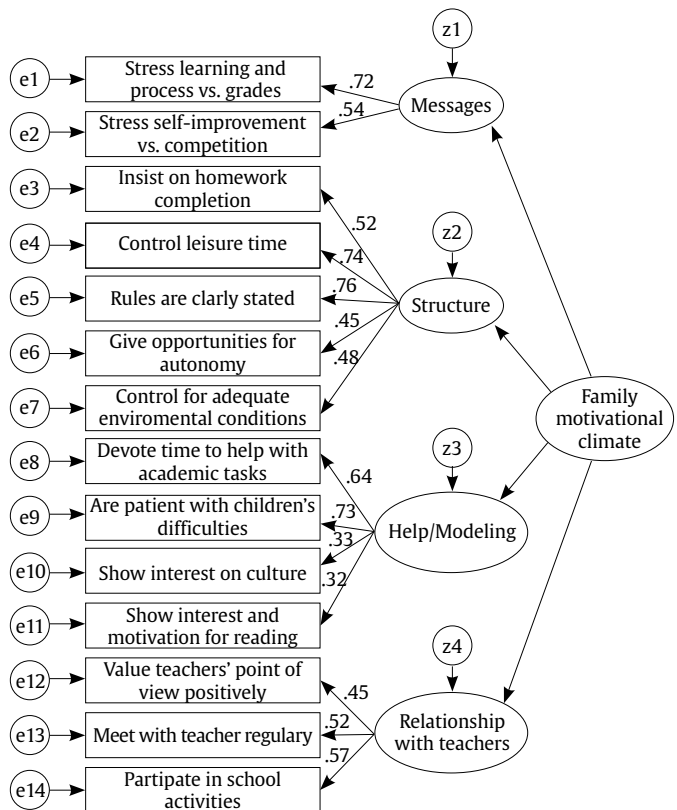 z1
e1
Stress learning and
process vs. grades
.72
Messages
.54
e2
Stress self-improvement
vs. competition
e3
Insist on homework
completion
.52
z2
e4
Control leisure time
.74
e5
Rules are clarly stated
.76
Structure
e6
Give opportunities for
autonomy
.45
.48
e7
Control for adequate
enviromental conditions
Family
motivational
climate
e8
Devote time to help with
academic tasks
.64
z3
e9
Are patient with children’s
difficulties
.73
Help/Modeling
.33
e10
Show interest on culture
.32
e11
Show interest and
motivation for reading
z4
e12
Value teachers’ point of
view positively
.45
e13
Meet with teacher regulary
.52
Relationship
with teachers
.57
e14
Partipate in school
activities